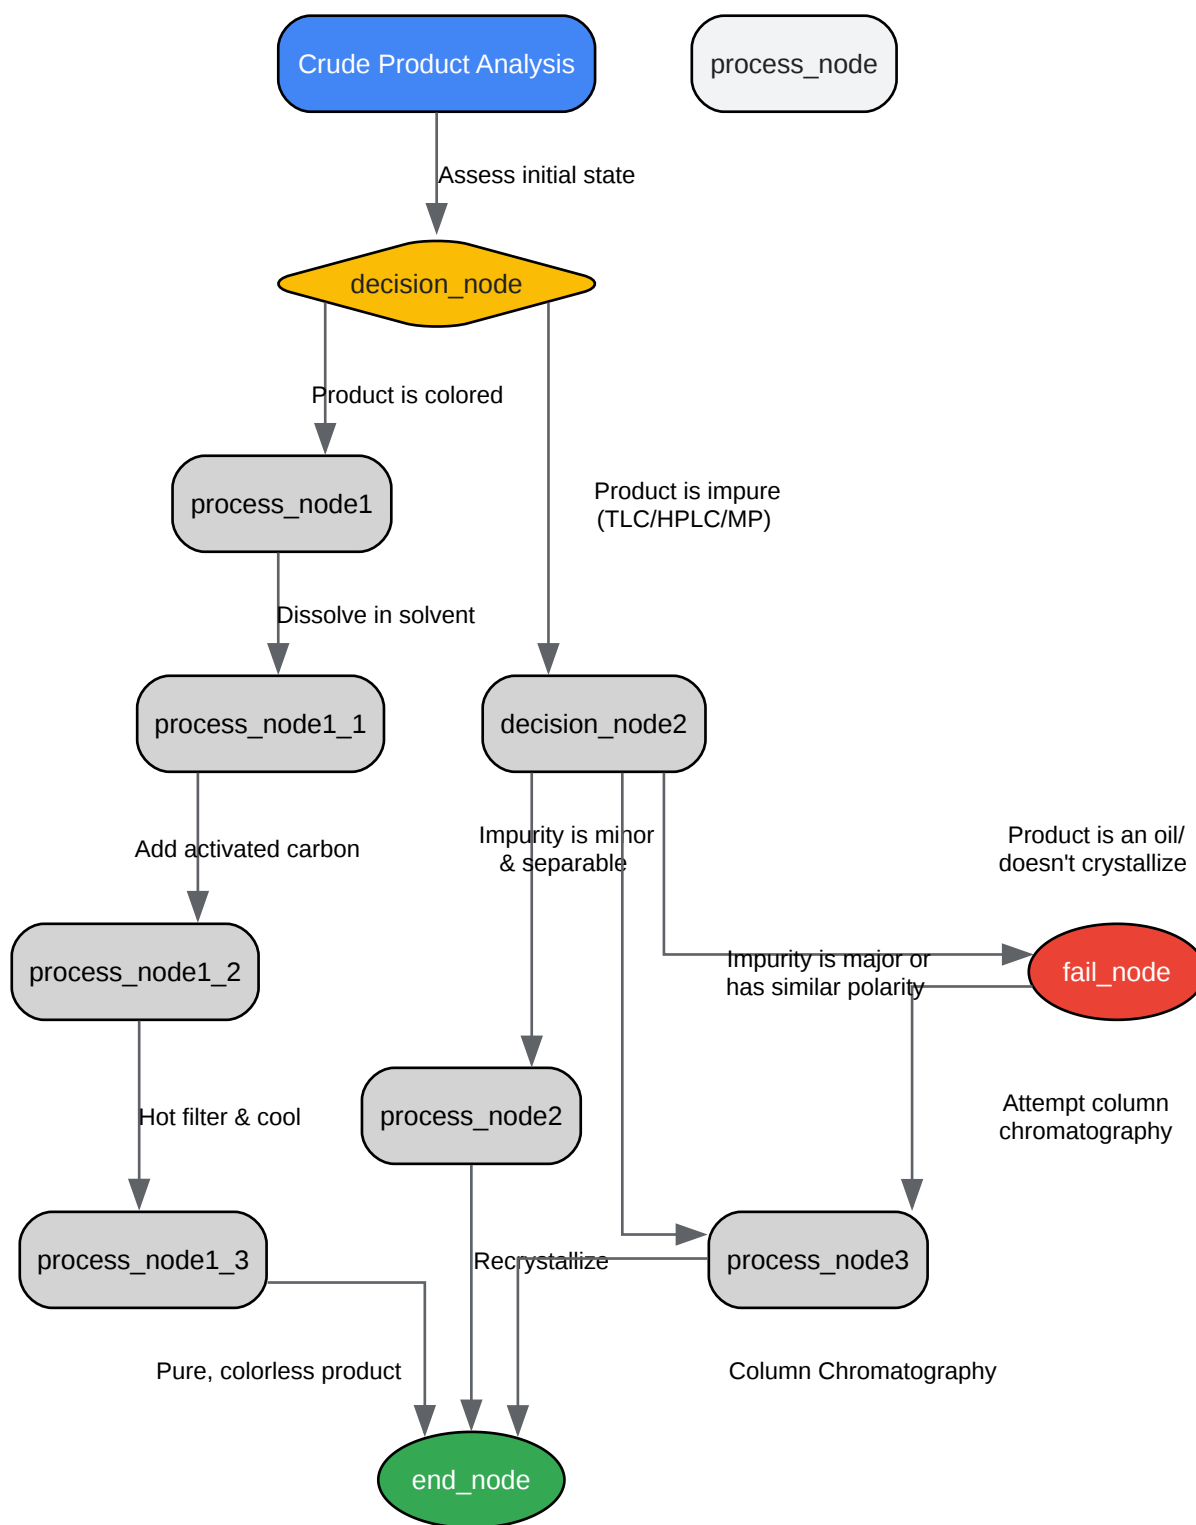 Crude Product Analysis
process_node
Assess initial state
decision_node
Product is colored
process_node1
Product is impure
(TLC/HPLC/MP)
Dissolve in solvent
process_node1_1
decision_node2
Add activated carbon
Impurity is minor
& separable
Product is an oil/
doesn't crystallize
process_node1_2
Impurity is major or
has similar polarity
fail_node
Hot filter & cool
process_node2
Attempt column
chromatography
process_node1_3
Recrystallize
process_node3
Pure, colorless product
Column Chromatography
end_node